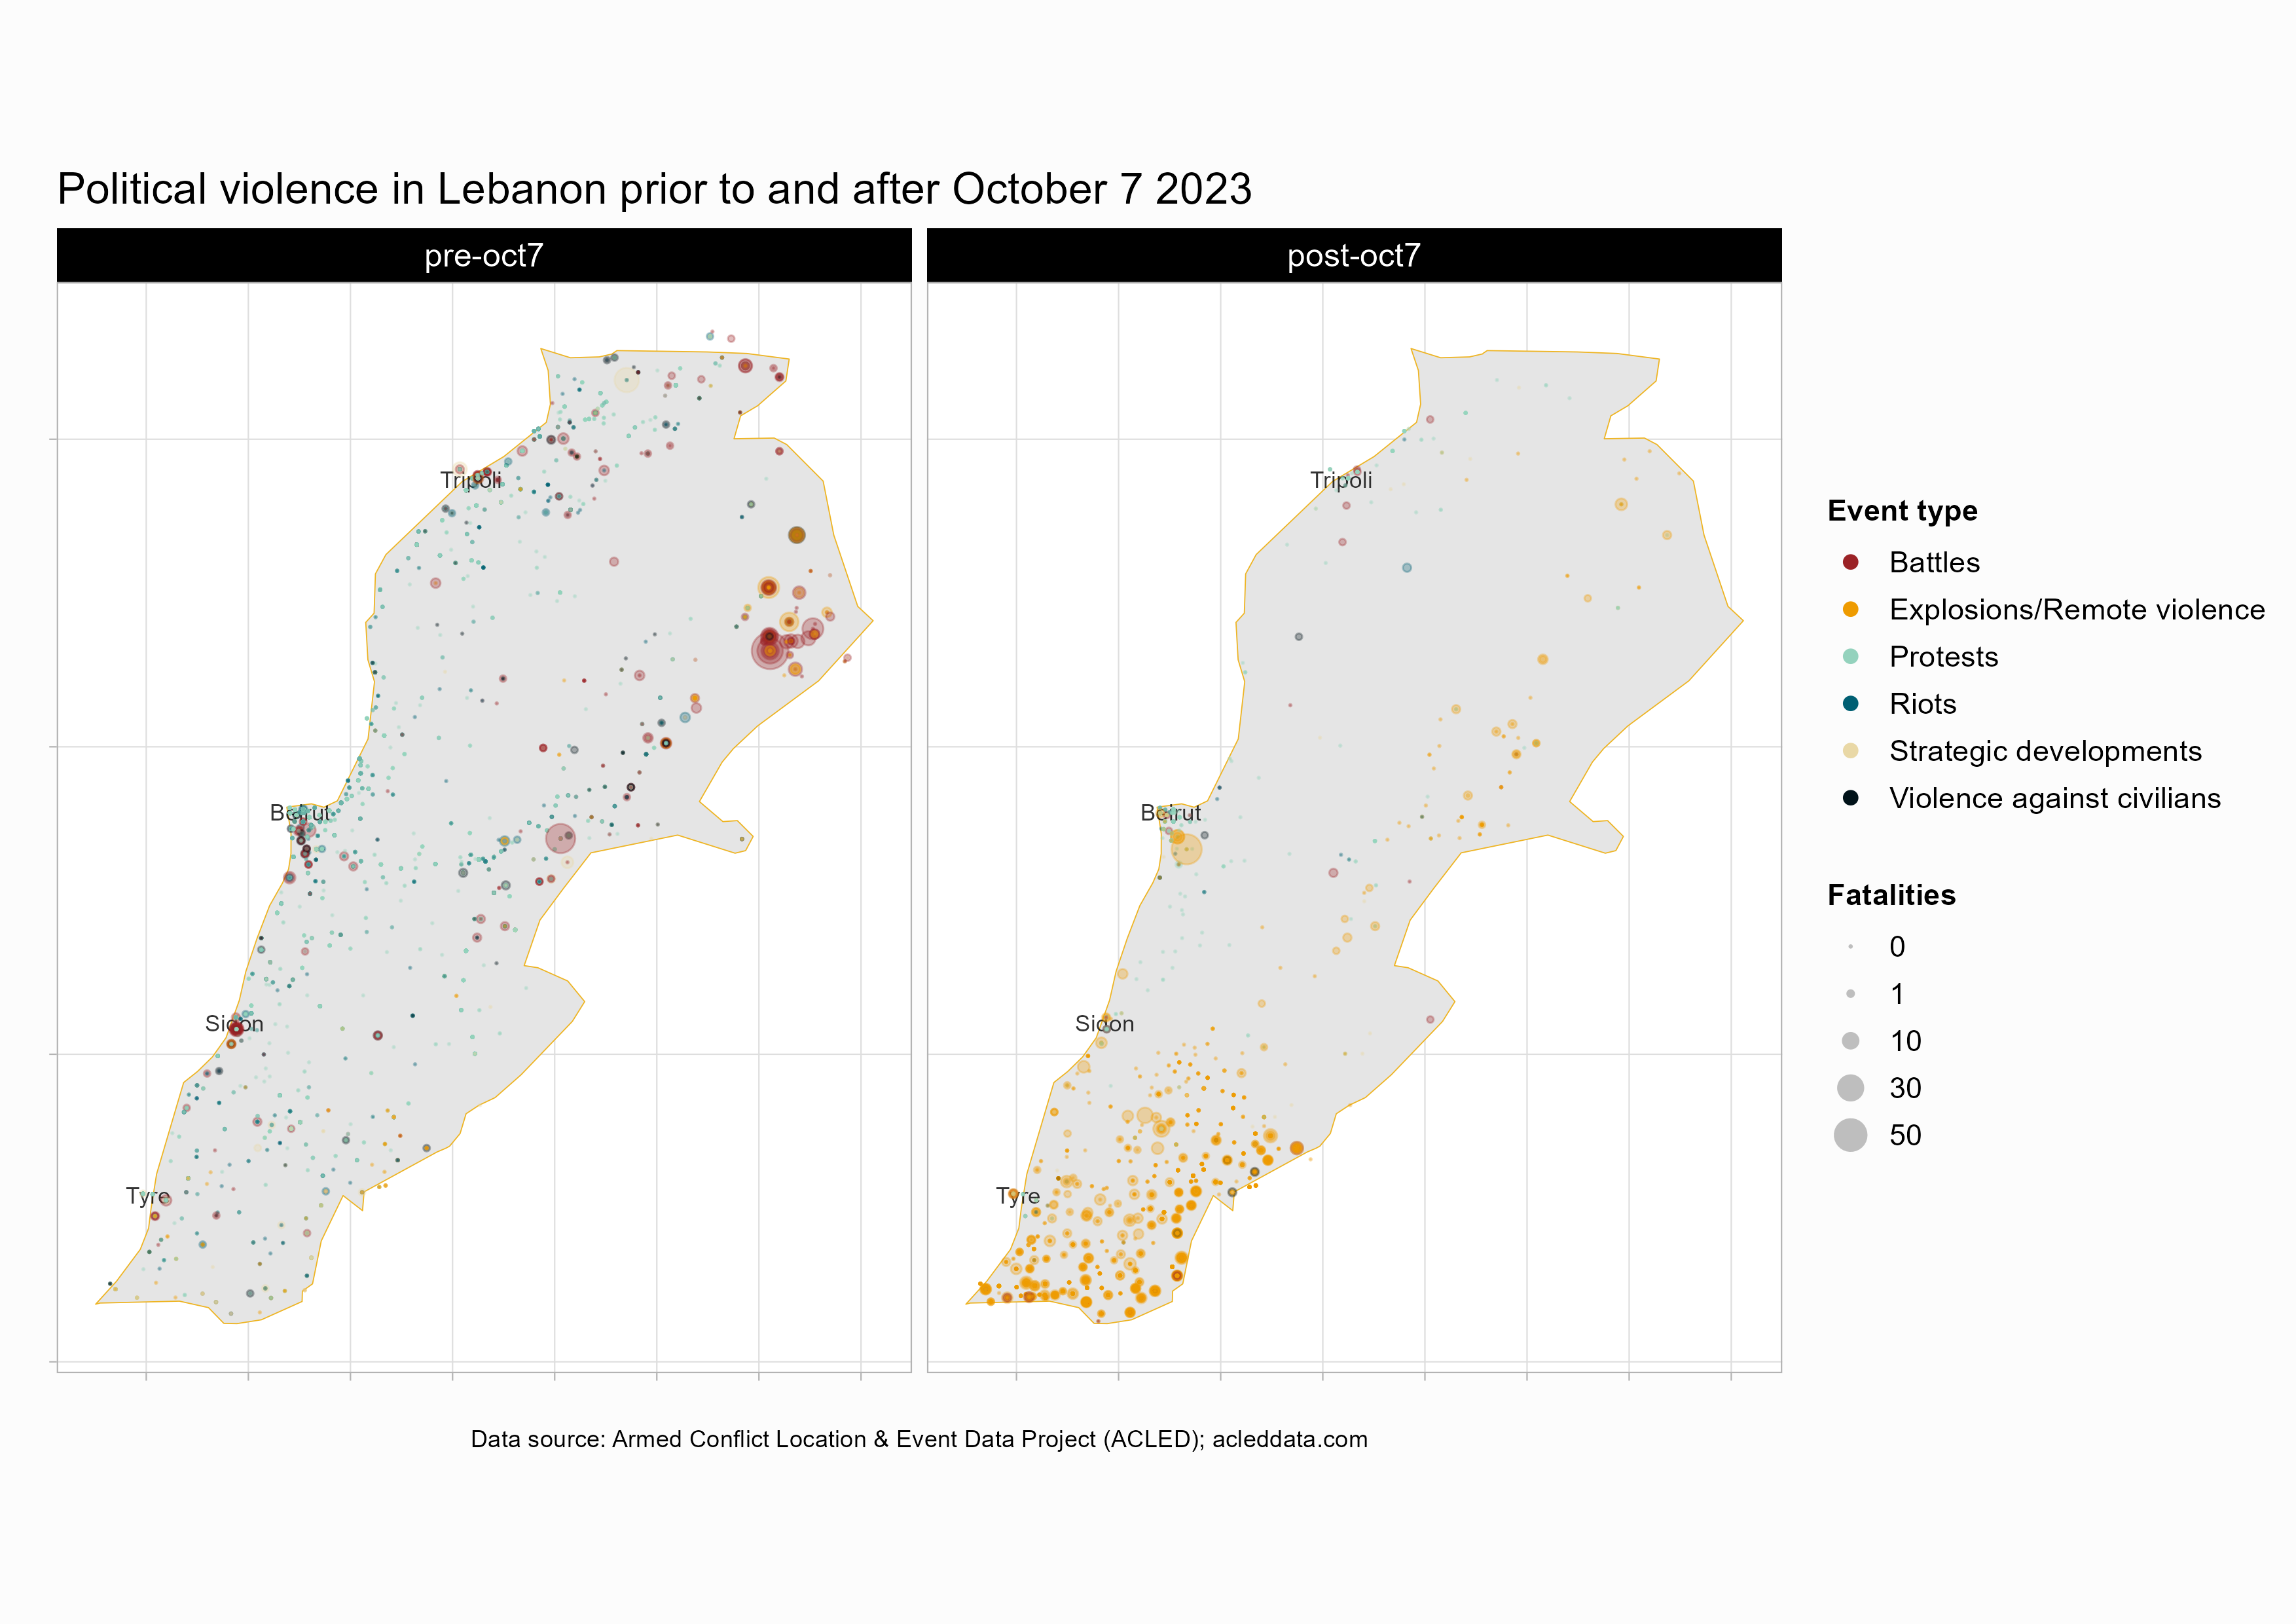 Political violence in Lebanon prior to and after October 7 2023
pre-oct7
post-oct7
Tripoli
Beirut
Sidon
Tyre
Tripoli
Beirut
Sidon
Tyre
Event type
Battles
Explosions/Remote violence
Protests
Riots
Strategic developments
Violence against civilians
Fatalities
0
1
10
30
50
Data source: Armed Conflict Location & Event Data Project (ACLED); acleddata.com